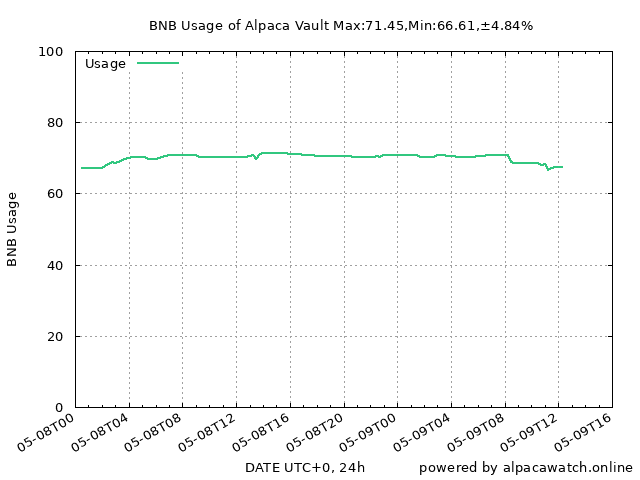 BNB Usage of Alpaca Vault Max:71.45,Min:66.61,±4.84%
Usage
BNB Usage
100
80
60
40
20
0
05-08T00
05-08T04
05-08T08
05-08T12
05-08T16
05-08T20
05-09T00
05-09T04
05-09T08
05-09T12
05-09T16
DATE UTC+0, 24h
powered by alpacawatch.online